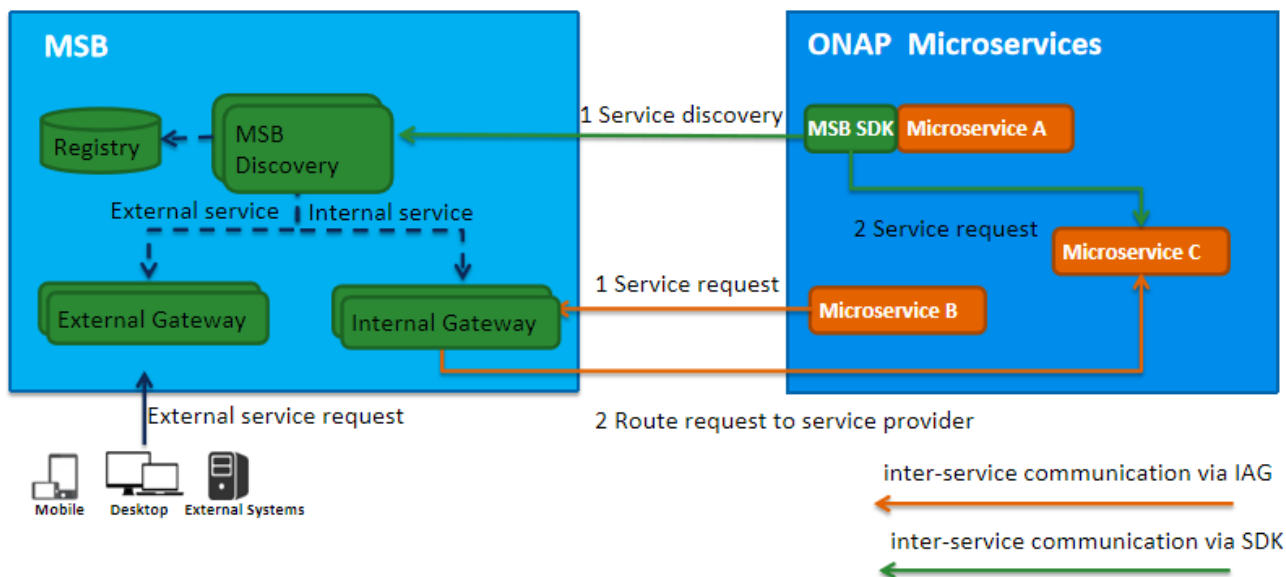 MSB
ONAP Microservices
1 Service discovery
MSB SDK
Microservice A
Registry
MSB
Discovery
External service
Internal service
2 Service request
Microservice C
1 Service request
External Gateway
Internal Gateway
Microservice B
External service request
2 Route request to service provider
Mobile
Desktop
External Systems
inter-service communication via IAG
inter-service communication via SDK